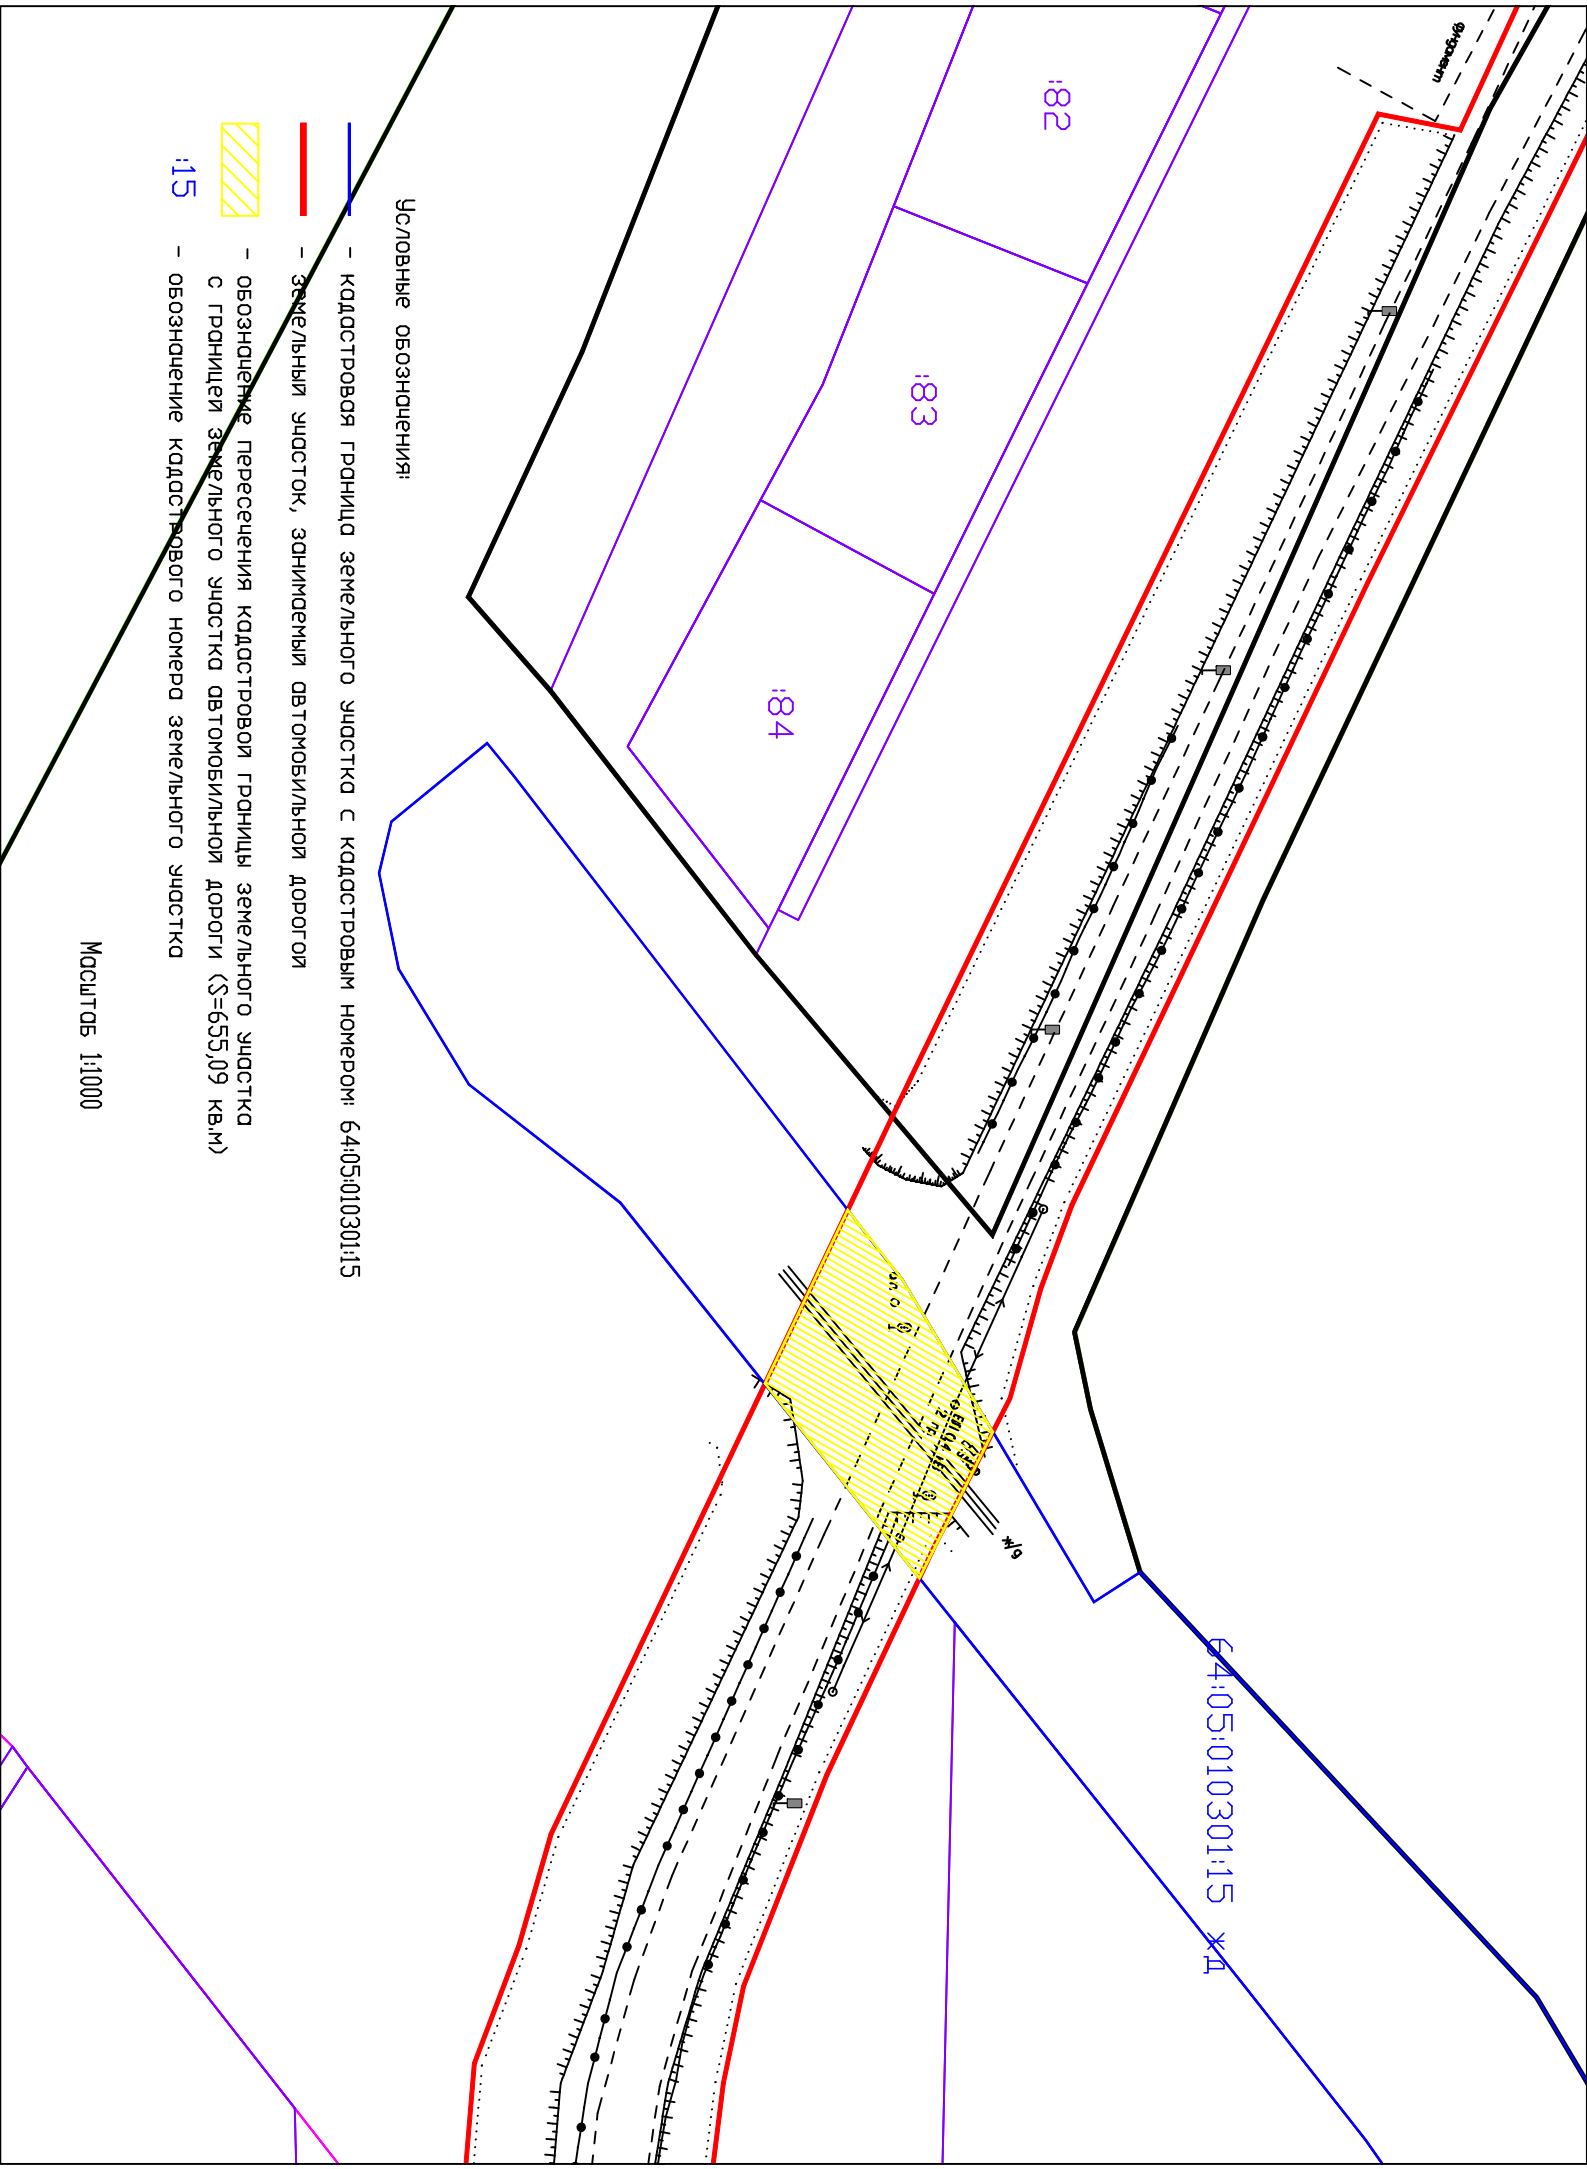 фундамент
:82
:83
:84
ж/д
64:05:010301:15 жд
Условные обозначения:
- кадастровая граница земельного участка с кадастровым номером: 64:05:010301:15
- земельный участок, занимаемый автомобильной дорогой
- обозначение пересечения кадастровой границы земельного участка
с границей земельного участка автомобильной дороги (S=655,09 кв.м)
:15 - обозначение кадастрового номера земельного участка
Масштаб 1:1000